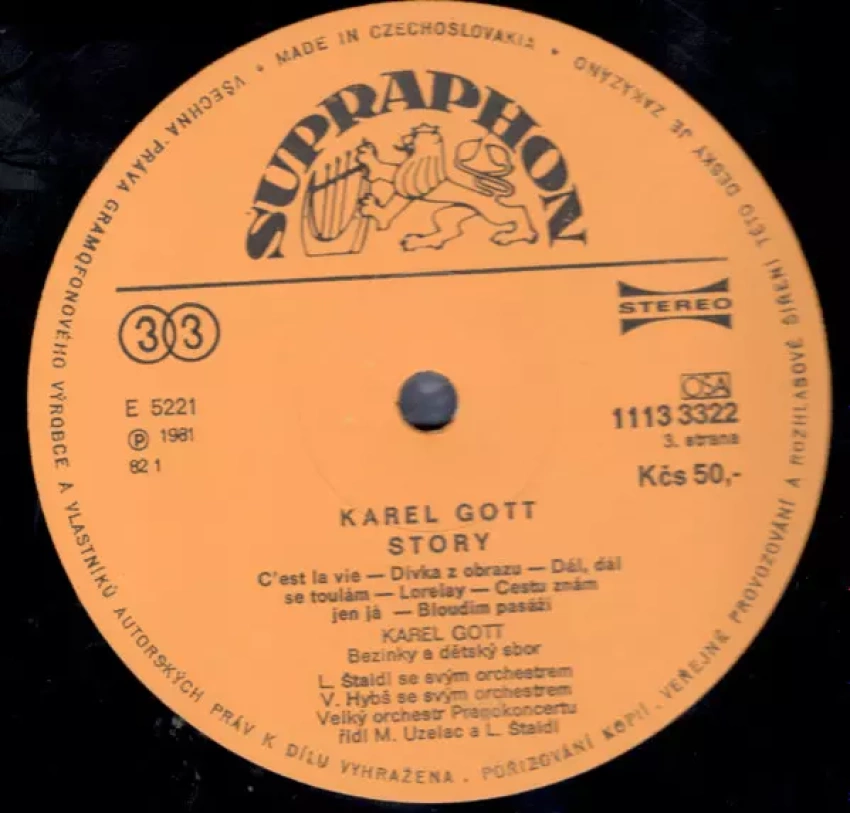 VŠECHNA PRÁVA GRAMOFONOVÉHO VÝROBCE A VLASTNÍKŮ AUTORSKÝCH PRÁV K DÍLU VYHRAŽENA. POŘIZOVÁNÍ KOPIÍ, VEŘEJNÉ PROVOZOVÁNÍ A ROZHLASOVÉ ŠÍŘENÍ TÉTO DESKY JE ZAKÁZÁNO • MADE IN CZECHOSLOVAKIA •
SUPRAPHON
33
STEREO
E 5221
Ⓟ 1981
82 1
OSA
1113 3322
3. strana
Kčs 50,-
KAREL GOTT
STORY
C'est la vie — Dívka z obrazu — Dál, dál
se toulám — Lorelay — Cestu znám
jen já — Bloudím pasáží
KAREL GOTT
Bezinky a dětský sbor
L. Štaidl se svým orchestrem
V. Hybš se svým orchestrem
Velký orchestr Pragokoncertu
řídí M. Uzelac a L. Štaidl